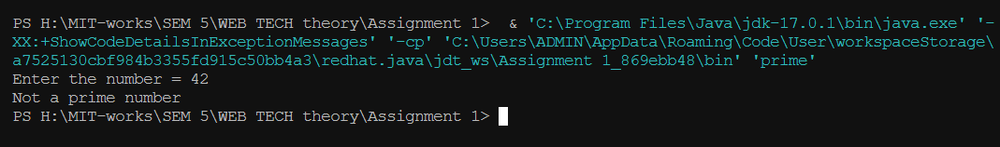 PS H:\MIT-works\SEM 5\WEB TECH theory\Assignment 1>  & 'C:\Program Files\Java\jdk-17.0.1\bin\java.exe' '-
XX:+ShowCodeDetailsInExceptionMessages' '-cp' 'C:\Users\ADMIN\AppData\Roaming\Code\User\workspaceStorage\
a7525130cbf984b3355fd915c50bb4a3\redhat.java\jdt_ws\Assignment 1_869ebb48\bin' 'prime'
Enter the number = 42
Not a prime number
PS H:\MIT-works\SEM 5\WEB TECH theory\Assignment 1>